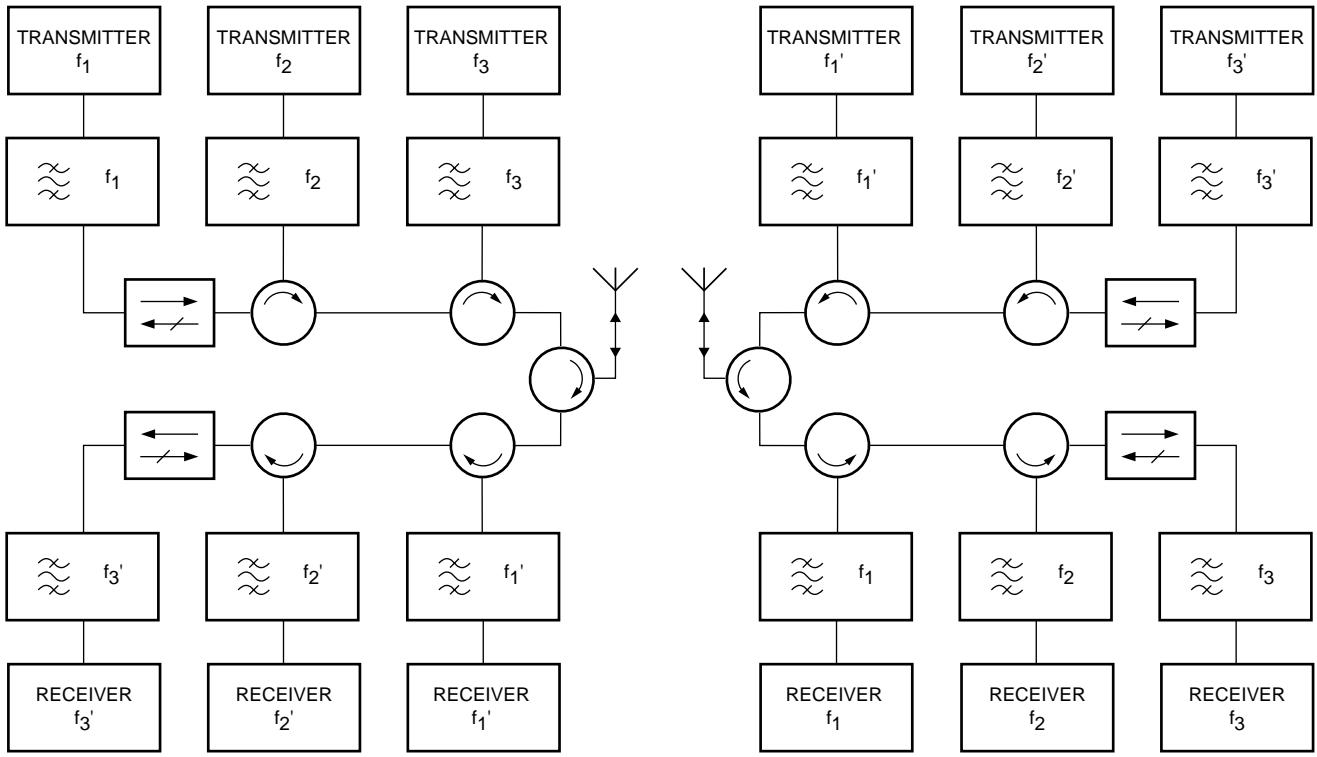 TRANSMITTER
f1
TRANSMITTER
f2
TRANSMITTER
f3
TRANSMITTER
f1'
TRANSMITTER
f2'
TRANSMITTER
f3'
f1
f2
f3
f1'
f2'
f3'
f3'
f2'
f1'
f1
f2
f3
RECEIVER
f3'
RECEIVER
f2'
RECEIVER
f1'
RECEIVER
f1
RECEIVER
f2
RECEIVER
f3